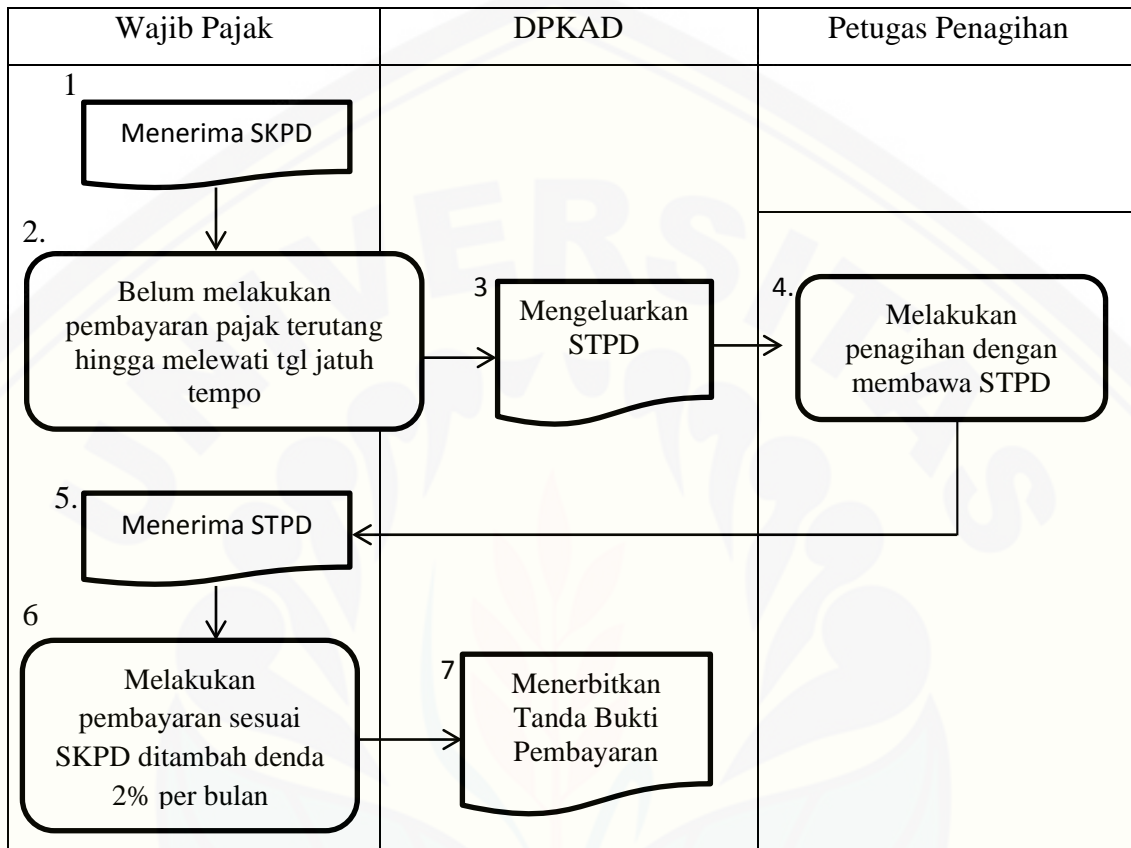 Wajib Pajak
DPKAD
Petugas Penagihan
1
Menerima SKPD
2.
Belum melakukan
pembayaran pajak terutang
hingga melewati tgl jatuh
tempo
3
Mengeluarkan
STPD
4.
Melakukan
penagihan dengan
membawa STPD
5.
Menerima STPD
6
Melakukan
pembayaran sesuai
SKPD ditambah denda
2% per bulan
7
Menerbitkan
Tanda Bukti
Pembayaran
UNIVERSITAS